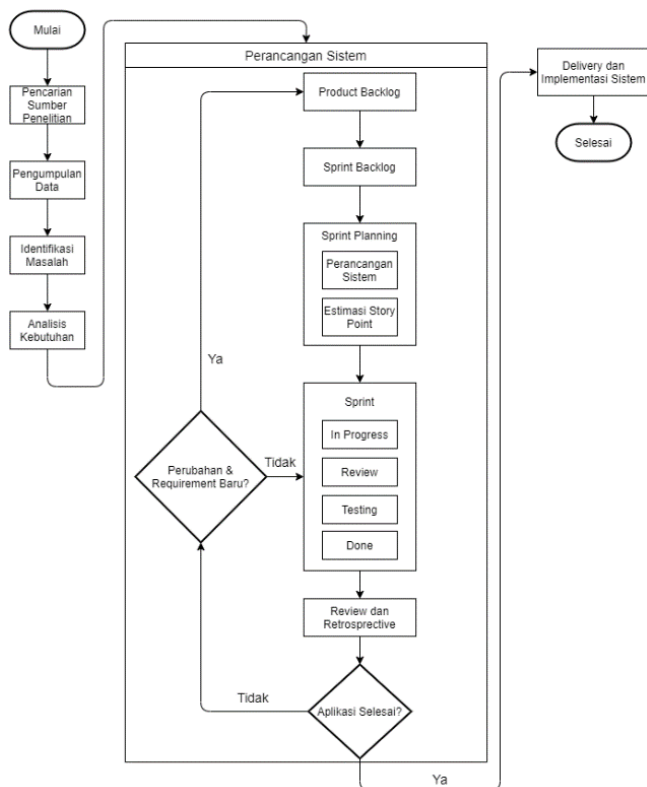 Mulai
Pencarian
Sumber
Penelitian
Pengumpulan
Data
Identifikasi
Masalah
Analisis
Kebutuhan
Perancangan Sistem
Product Backlog
Sprint Backlog
Sprint Planning
Perancangan
Sistem
Estimasi Story
Point
Ya
Sprint
In Progress
Review
Testing
Done
Perubahan &
Requirement Baru?
Tidak
Review dan
Retrosprective
Aplikasi Selesai?
Tidak
Ya
Delivery dan
Implementasi Sistem
Selesai